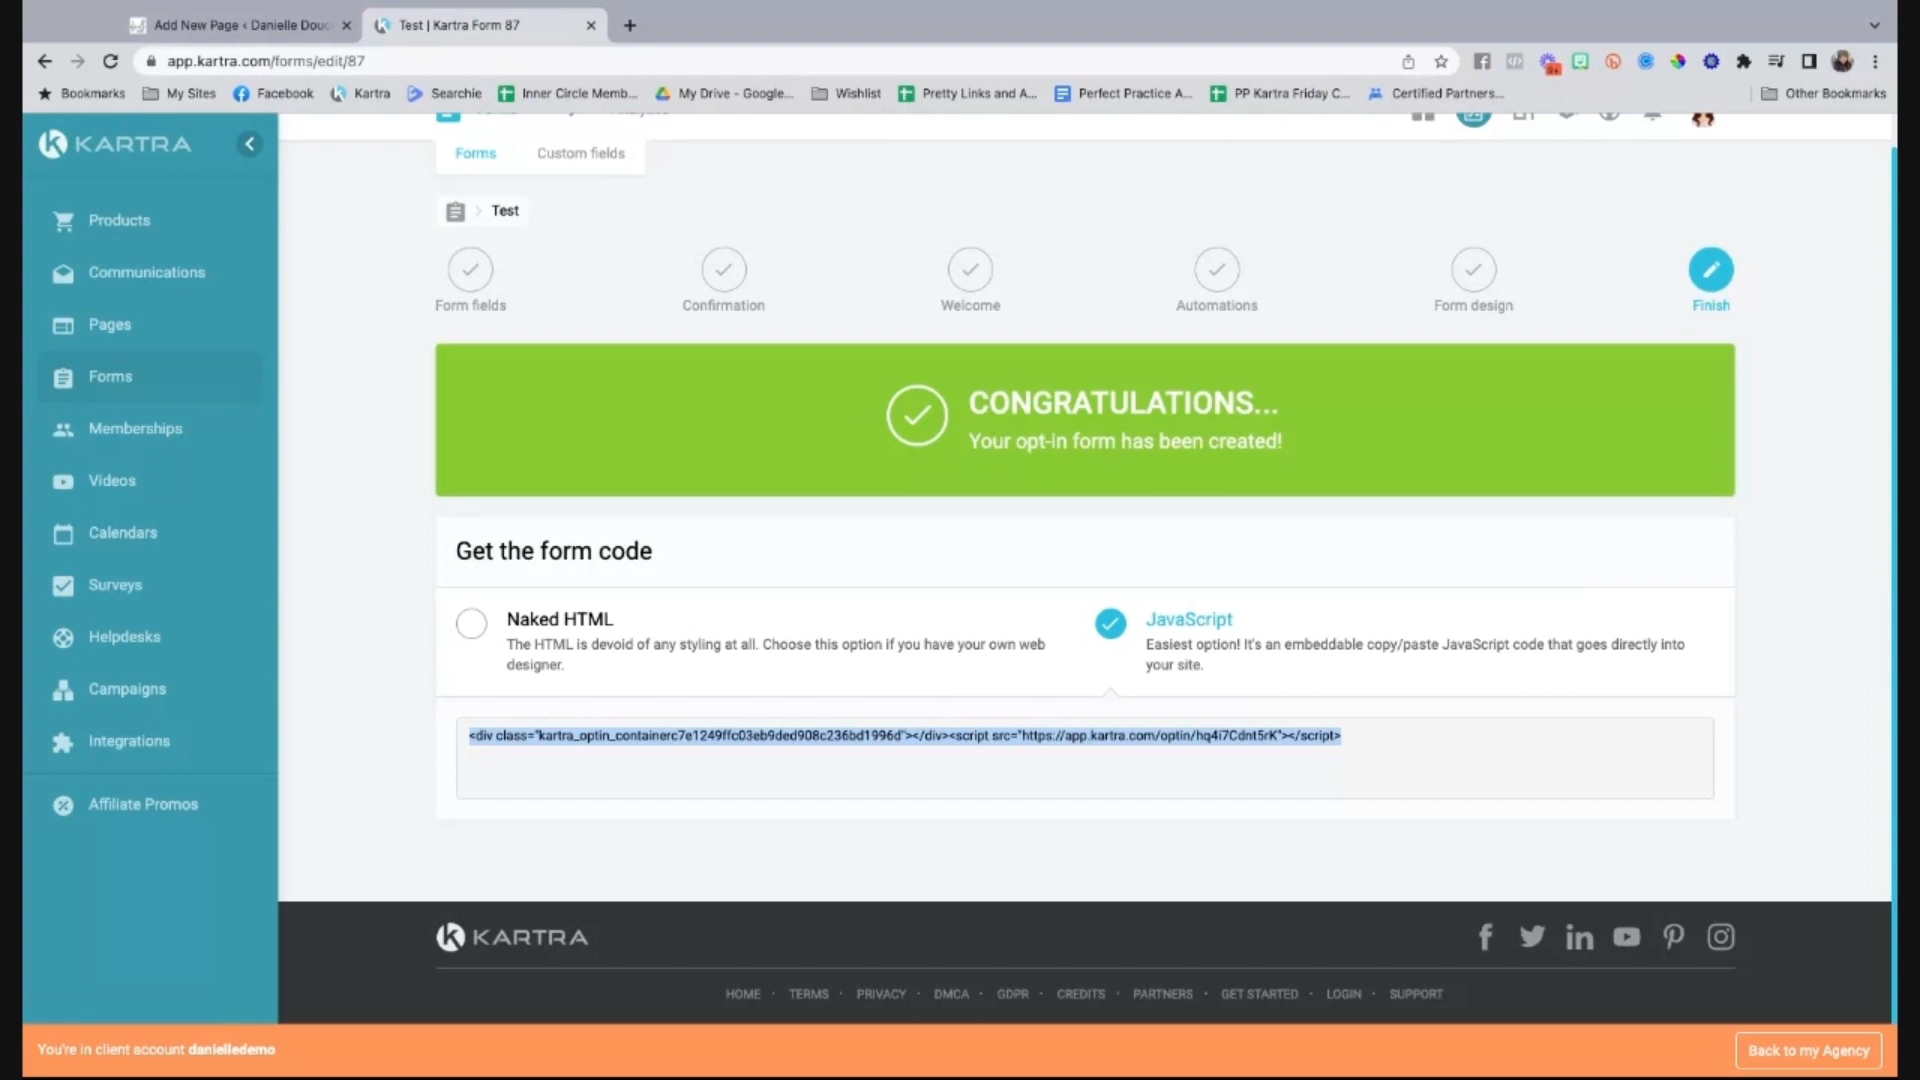 Add New Page ‹ Danielle Douc
Test | Kartra Form 87
app.kartra.com/forms/edit/87
Bookmarks
My Sites
Facebook
Kartra
Searchie
Inner Circle Memb...
My Drive - Google...
Wishlist
Pretty Links and A...
Perfect Practice A...
PP Kartra Friday C...
Certified Partners...
Other Bookmarks
KARTRA
Forms
Custom fields
Products
Communications
Pages
Forms
Memberships
Videos
Calendars
Surveys
Helpdesks
Campaigns
Integrations
Affiliate Promos
Test
Form fields
Confirmation
Welcome
Automations
Form design
Finish
CONGRATULATIONS...
Your opt-in form has been created!
Get the form code
Naked HTML
The HTML is devoid of any styling at all. Choose this option if you have your own web
designer.
JavaScript
Easiest option! It's an embeddable copy/paste JavaScript code that goes directly into
your site.
<div class="kartra_optin_containerc7e1249ffc03eb9ded908c236bd1996d"></div><script src="https://app.kartra.com/optin/hq4i7Cdnt5rK"></script>
KARTRA
HOME · TERMS · PRIVACY · DMCA · GDPR · CREDITS · PARTNERS · GET STARTED · LOGIN · SUPPORT
You're in client account danielledemo
Back to my Agency